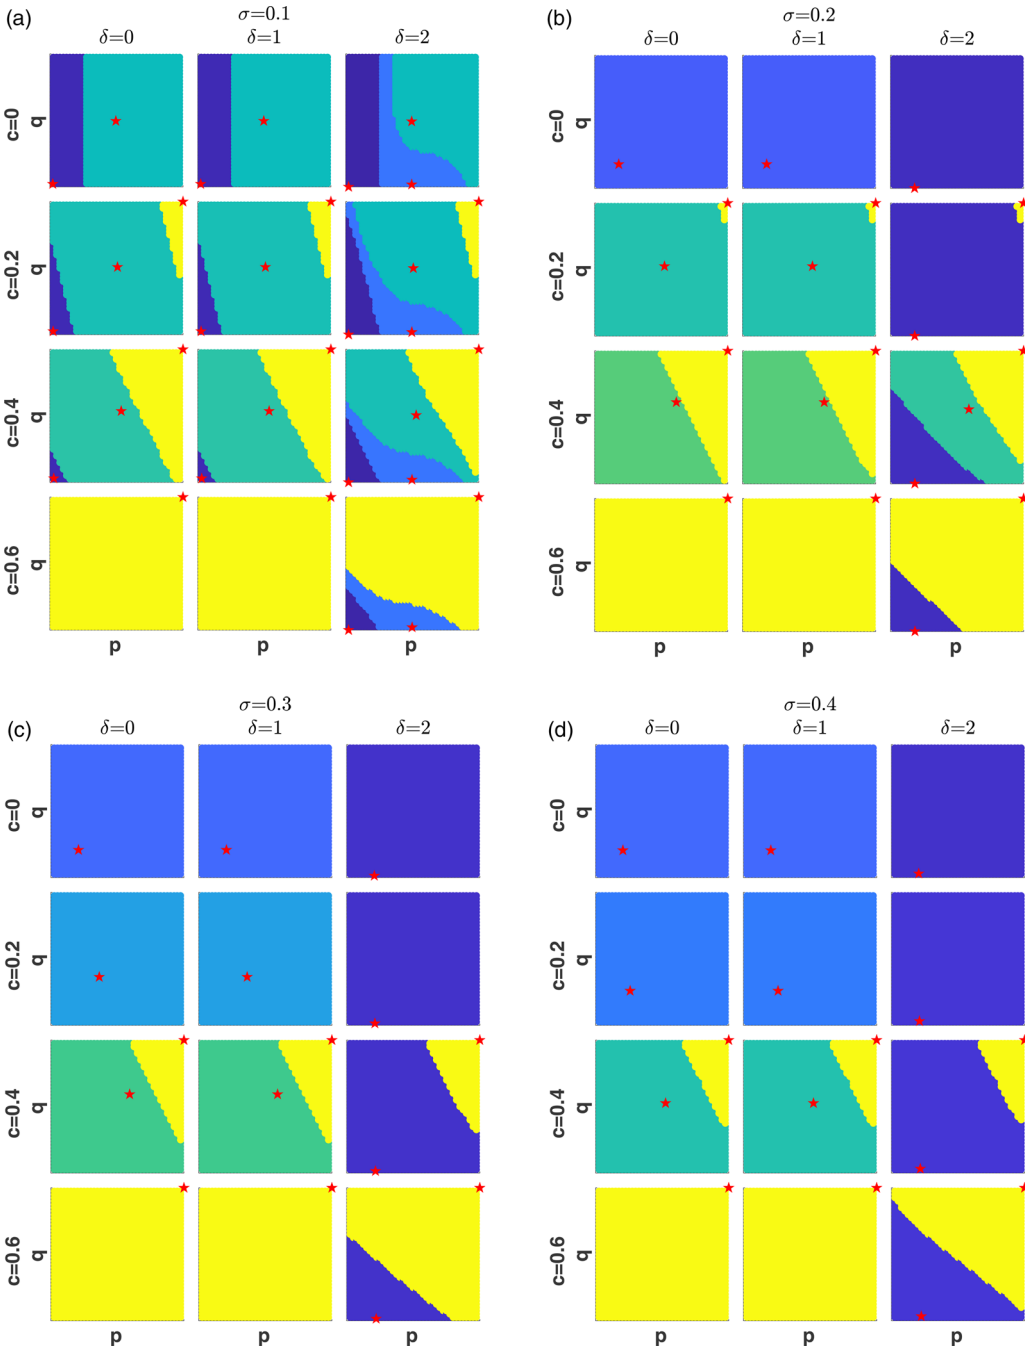 (a)
σ=0.1
δ=0 δ=1 δ=2
c=0 q
c=0.2 q
c=0.4 q
c=0.6 q
p p p
(b)
σ=0.2
δ=0 δ=1 δ=2
c=0 q
c=0.2 q
c=0.4 q
c=0.6 q
p p p
(c)
σ=0.3
δ=0 δ=1 δ=2
c=0 q
c=0.2 q
c=0.4 q
c=0.6 q
p p p
(d)
σ=0.4
δ=0 δ=1 δ=2
c=0 q
c=0.2 q
c=0.4 q
c=0.6 q
p p p